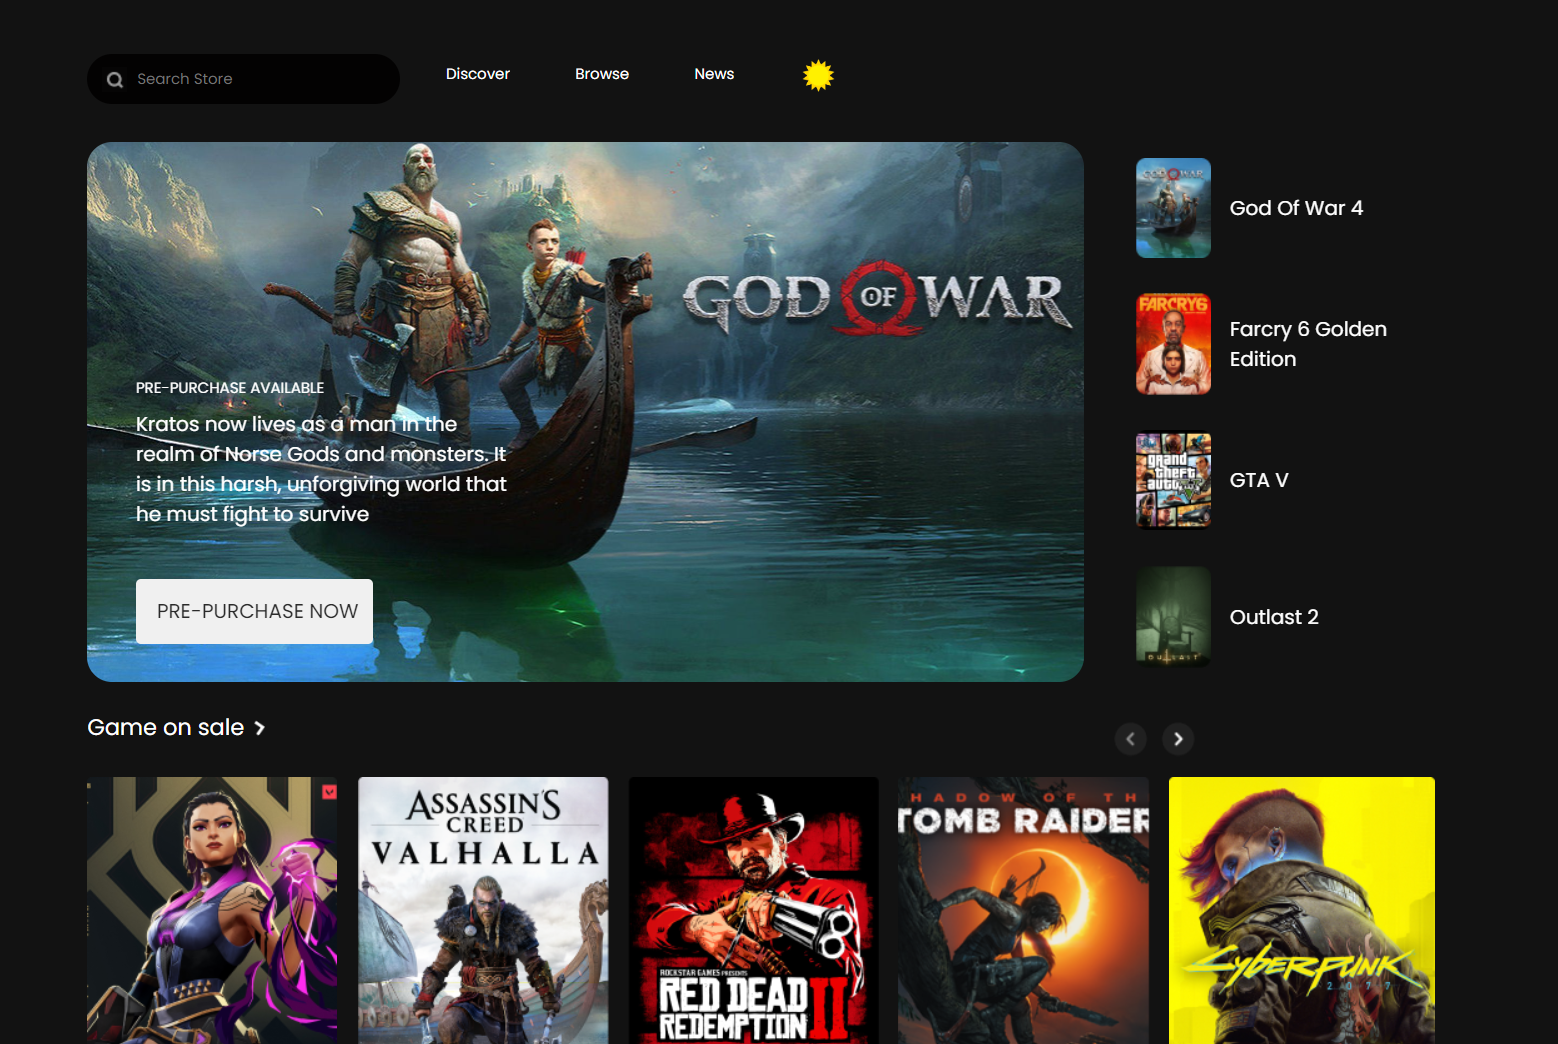 Search Store
Discover
Browse
News
GOD OF WAR
PRE-PURCHASE AVAILABLE
Kratos now lives as a man in the
realm of Norse Gods and monsters. It
is in this harsh, unforgiving world that
he must fight to survive
PRE-PURCHASE NOW
GOD OF WAR
God Of War 4
FARCRY6
Farcry 6 Golden
Edition
grand
theft
auto
V
GTA V
OUTLAST
Outlast 2
Game on sale
ASSASSIN'S
CREED
VALHALLA
ROCKSTAR GAMES PRESENTS
RED DEAD
REDEMPTION II
HADOW OF TH
TOMB RAIDER
Cyberpunk
2077